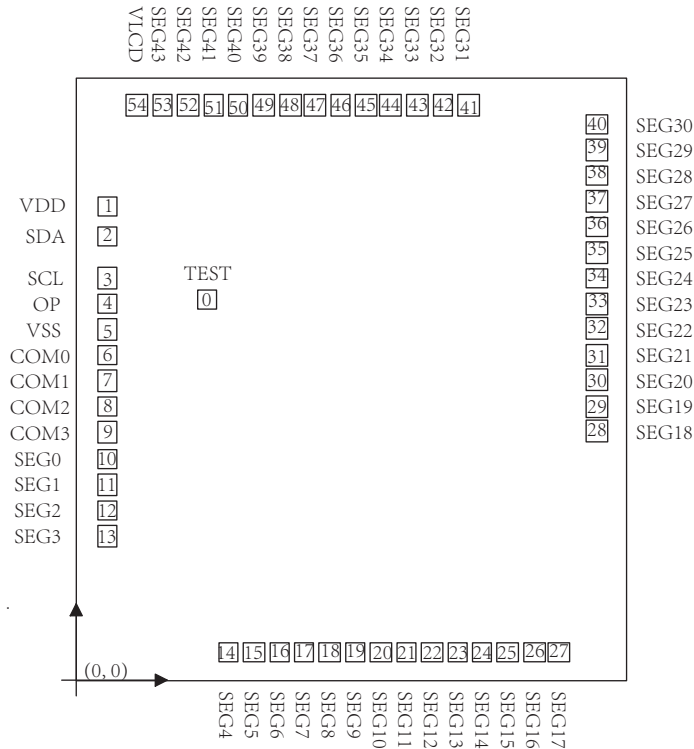 VLCD SEG43 SEG42 SEG41 SEG40 SEG39 SEG38 SEG37 SEG36 SEG35 SEG34 SEG33 SEG32 SEG31
54 53 52 51 50 49 48 47 46 45 44 43 42 41
40 SEG30
39 SEG29
38 SEG28
37 SEG27
VDD 1
36 SEG26
SDA 2
35 SEG25
SCL 3
TEST
34 SEG24
OP 4
0
33 SEG23
VSS 5
32 SEG22
COM0 6
31 SEG21
COM1 7
30 SEG20
COM2 8
29 SEG19
COM3 9
28 SEG18
SEG0 10
SEG1 11
SEG2 12
SEG3 13
14 15 16 17 18 19 20 21 22 23 24 25 26 27
(0, 0)
SEG4 SEG5 SEG6 SEG7 SEG8 SEG9 SEG10 SEG11 SEG12 SEG13 SEG14 SEG15 SEG16 SEG17